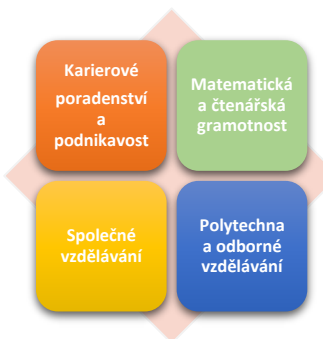 Karierové
poradenství
a
podnikavost
Matematická
a čtenářská
gramotnost
Společné
vzdělávání
Polytechna
a odborné
vzdělávání